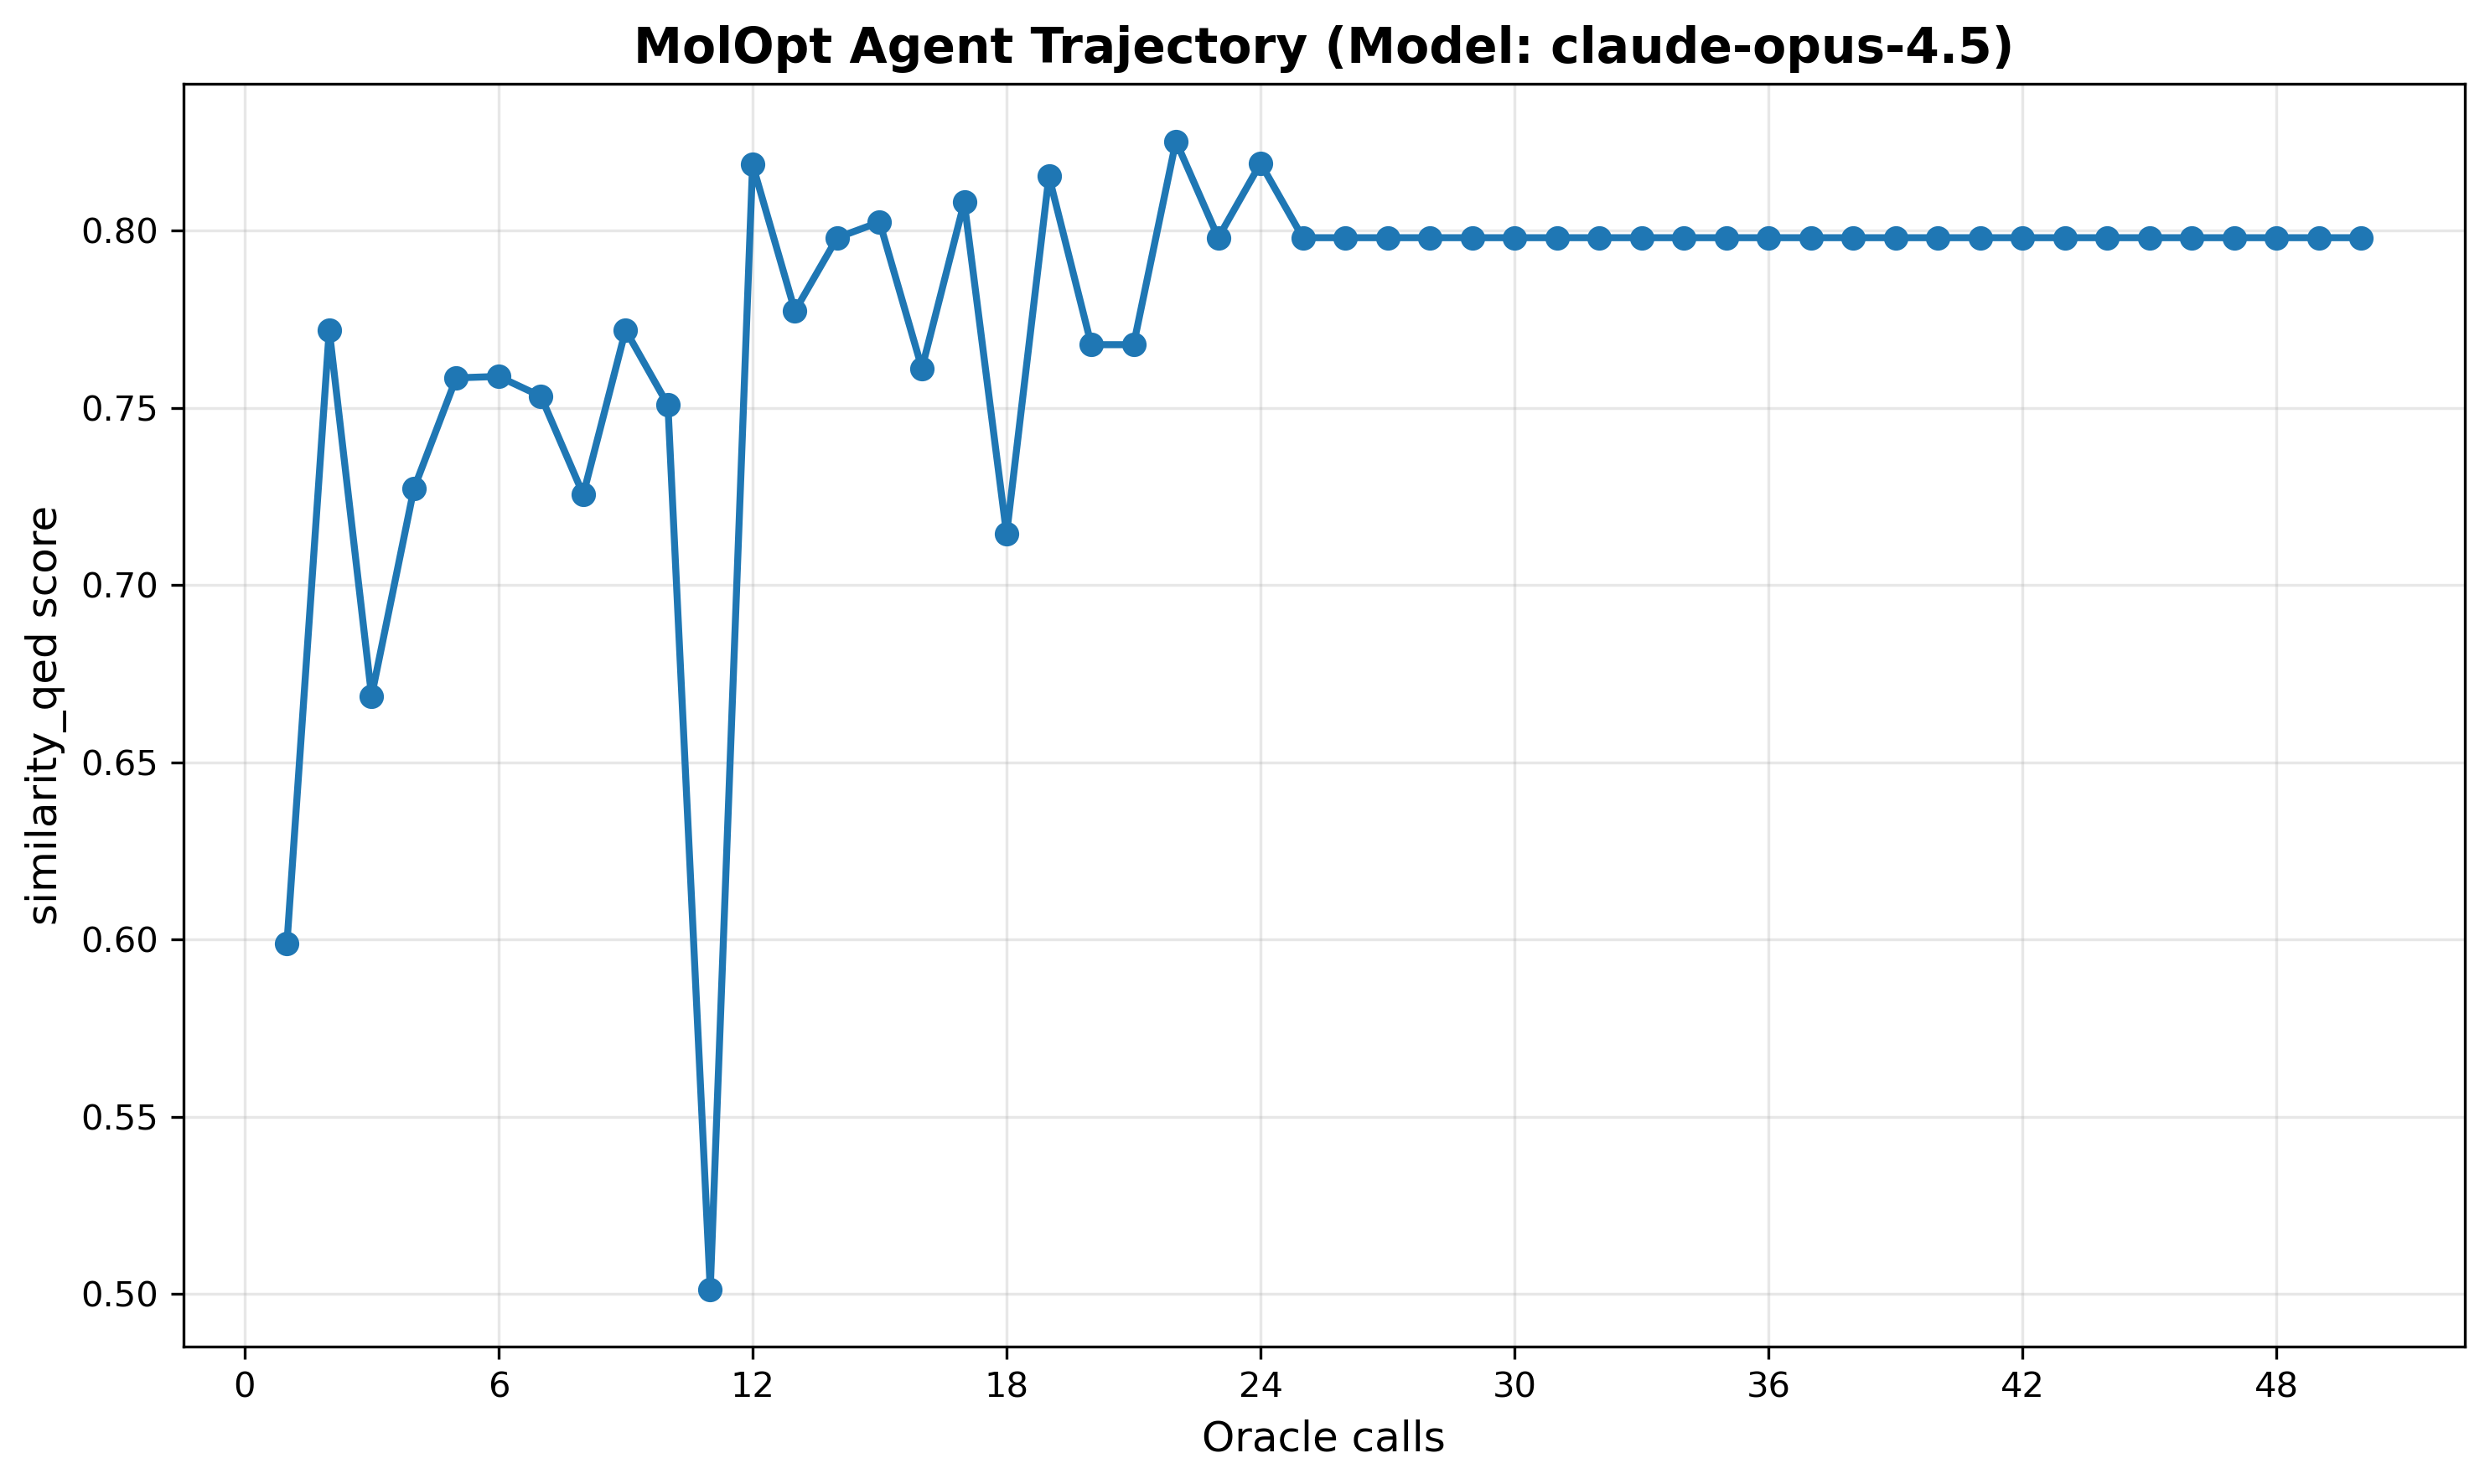 MolOpt Agent Trajectory (Model: claude-opus-4.5)
similarity_qed score
0.80
0.75
0.70
0.65
0.60
0.55
0.50
0 6 12 18 24 30 36 42 48
Oracle calls